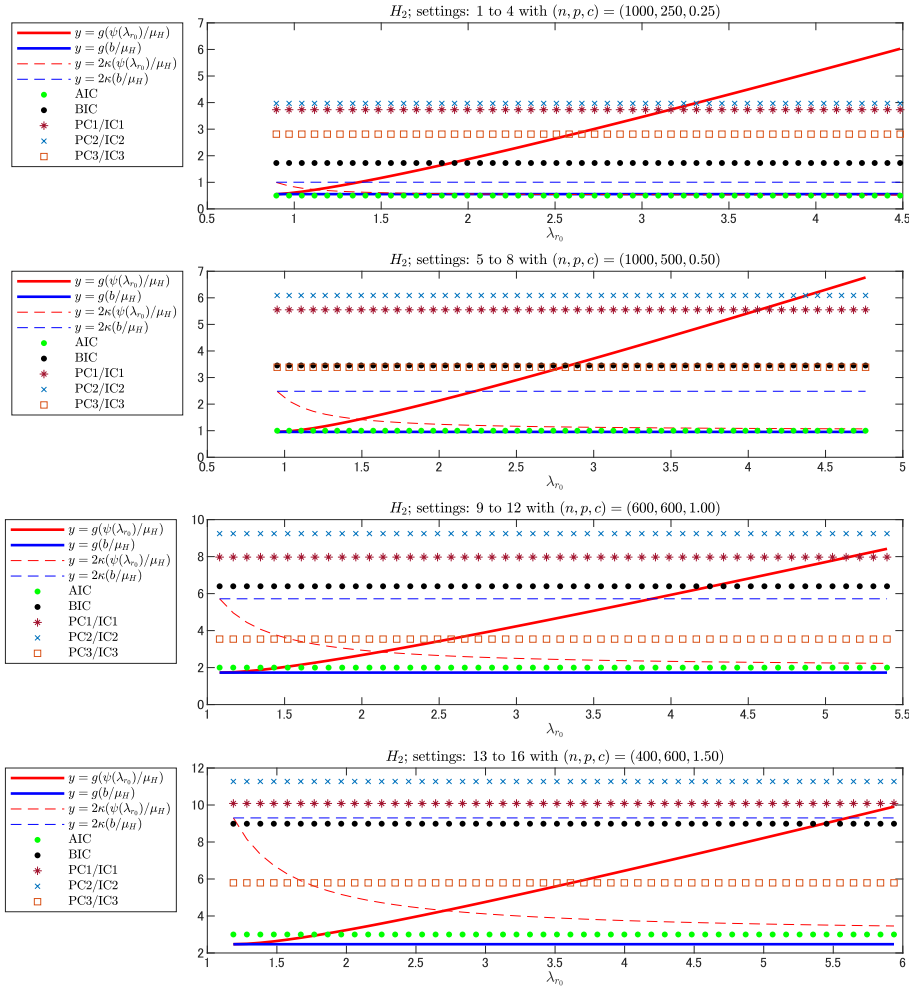 H₂; settings: 1 to 4 with (n, p, c) = (1000, 250, 0.25)
y = g(ψ(λ_{r₀})/μ_H)
y = g(b/μ_H)
y = 2κ(ψ(λ_{r₀})/μ_H)
y = 2κ(b/μ_H)
AIC
BIC
PC1/IC1
PC2/IC2
PC3/IC3
7
6
5
4
3
2
1
0
0.5 1 1.5 2 2.5 3 3.5 4 4.5
λ_{r₀}
H₂; settings: 5 to 8 with (n, p, c) = (1000, 500, 0.50)
y = g(ψ(λ_{r₀})/μ_H)
y = g(b/μ_H)
y = 2κ(ψ(λ_{r₀})/μ_H)
y = 2κ(b/μ_H)
AIC
BIC
PC1/IC1
PC2/IC2
PC3/IC3
7
6
5
4
3
2
1
0
0.5 1 1.5 2 2.5 3 3.5 4 4.5 5
λ_{r₀}
H₂; settings: 9 to 12 with (n, p, c) = (600, 600, 1.00)
y = g(ψ(λ_{r₀})/μ_H)
y = g(b/μ_H)
y = 2κ(ψ(λ_{r₀})/μ_H)
y = 2κ(b/μ_H)
AIC
BIC
PC1/IC1
PC2/IC2
PC3/IC3
10
8
6
4
2
0
1 1.5 2 2.5 3 3.5 4 4.5 5 5.5
λ_{r₀}
H₂; settings: 13 to 16 with (n, p, c) = (400, 600, 1.50)
y = g(ψ(λ_{r₀})/μ_H)
y = g(b/μ_H)
y = 2κ(ψ(λ_{r₀})/μ_H)
y = 2κ(b/μ_H)
AIC
BIC
PC1/IC1
PC2/IC2
PC3/IC3
12
10
8
6
4
2
1 1.5 2 2.5 3 3.5 4 4.5 5 5.5 6
λ_{r₀}